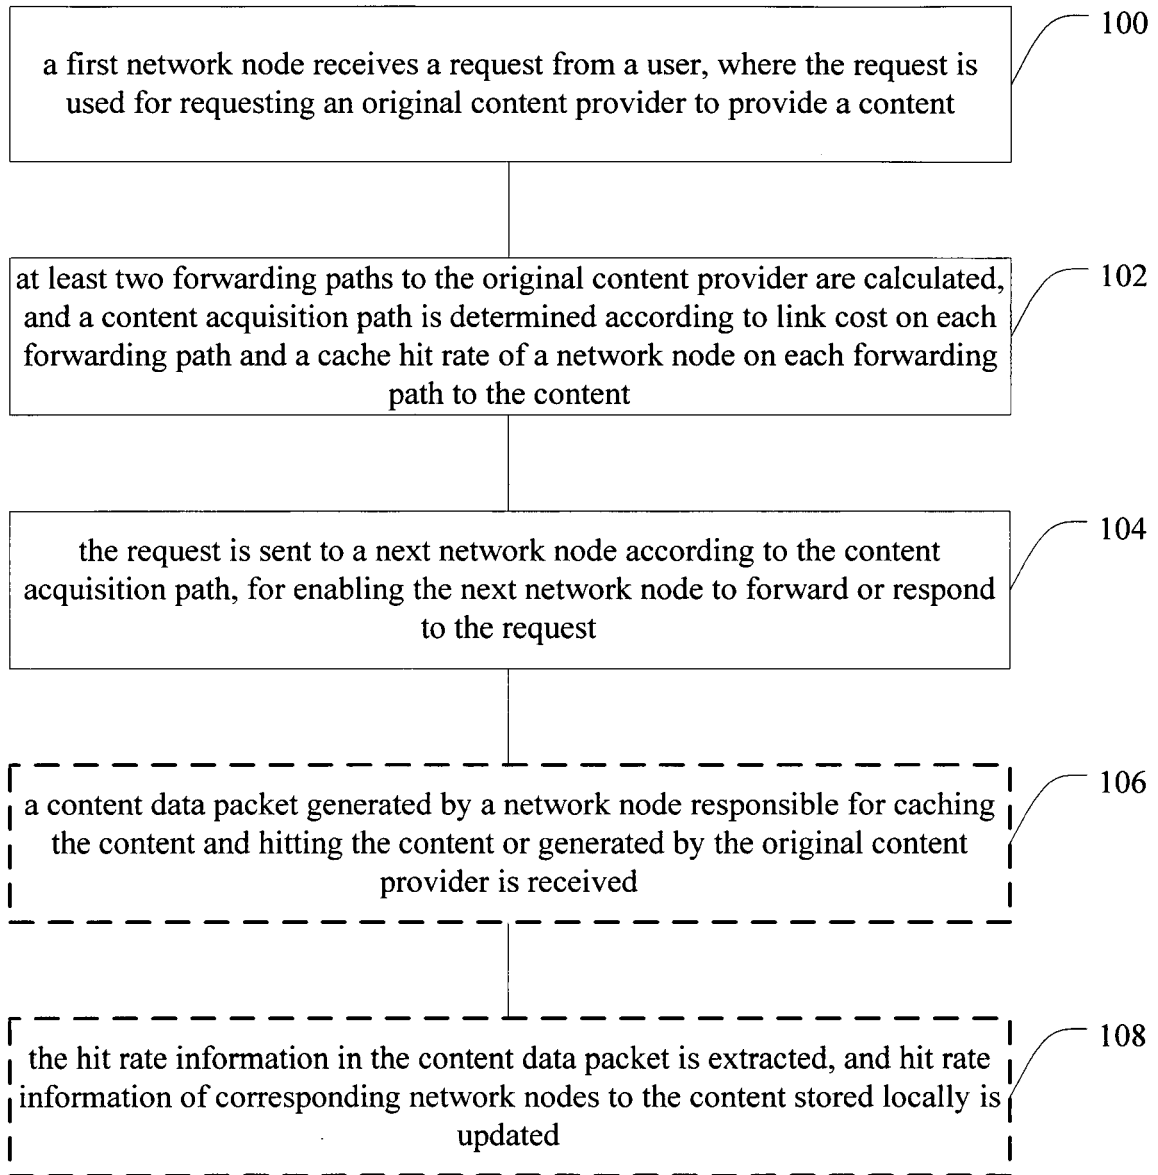 100
a first network node receives a request from a user, where the request is
used for requesting an original content provider to provide a content
102
at least two forwarding paths to the original content provider are calculated,
and a content acquisition path is determined according to link cost on each
forwarding path and a cache hit rate of a network node on each forwarding
path to the content
104
the request is sent to a next network node according to the content
acquisition path, for enabling the next network node to forward or respond
to the request
106
a content data packet generated by a network node responsible for caching
the content and hitting the content or generated by the original content
provider is received
108
the hit rate information in the content data packet is extracted, and hit rate
information of corresponding network nodes to the content stored locally is
updated